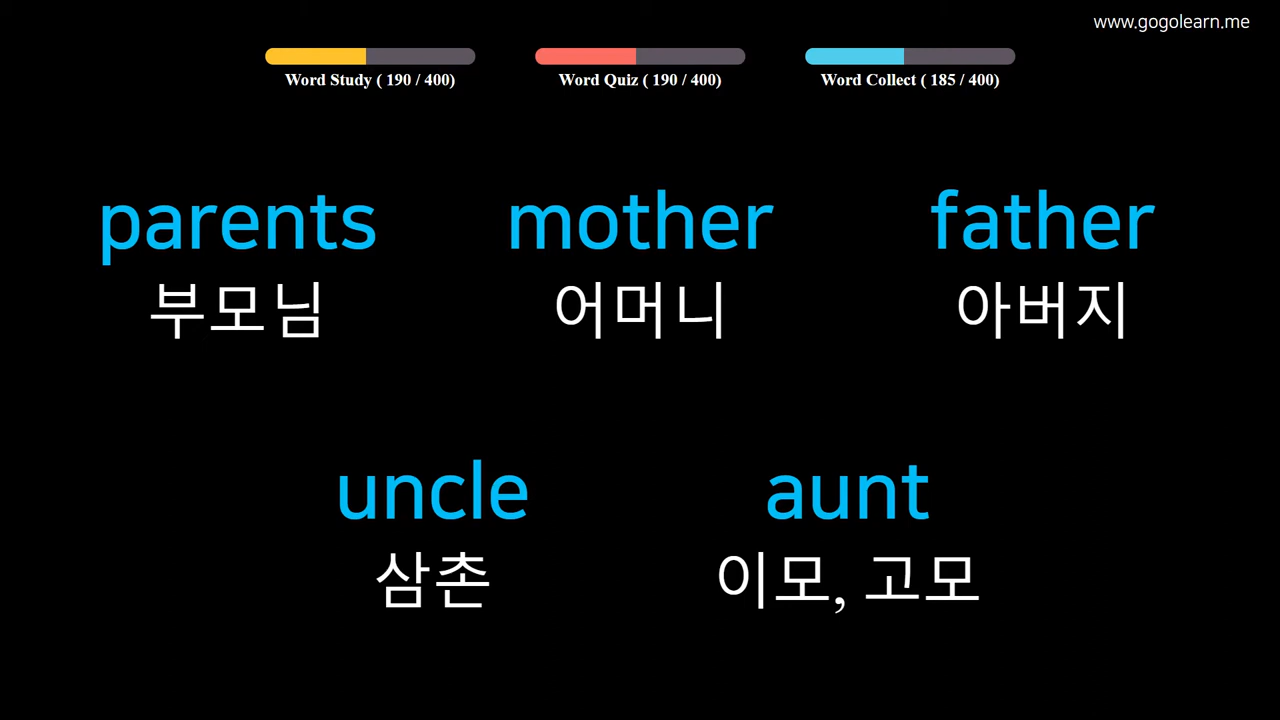 www.gogolearn.me
Word Study ( 190 / 400) Word Quiz ( 190 / 400) Word Collect ( 185 / 400)
parents mother father
부모님 어머니 아버지
uncle aunt
삼촌 이모, 고모